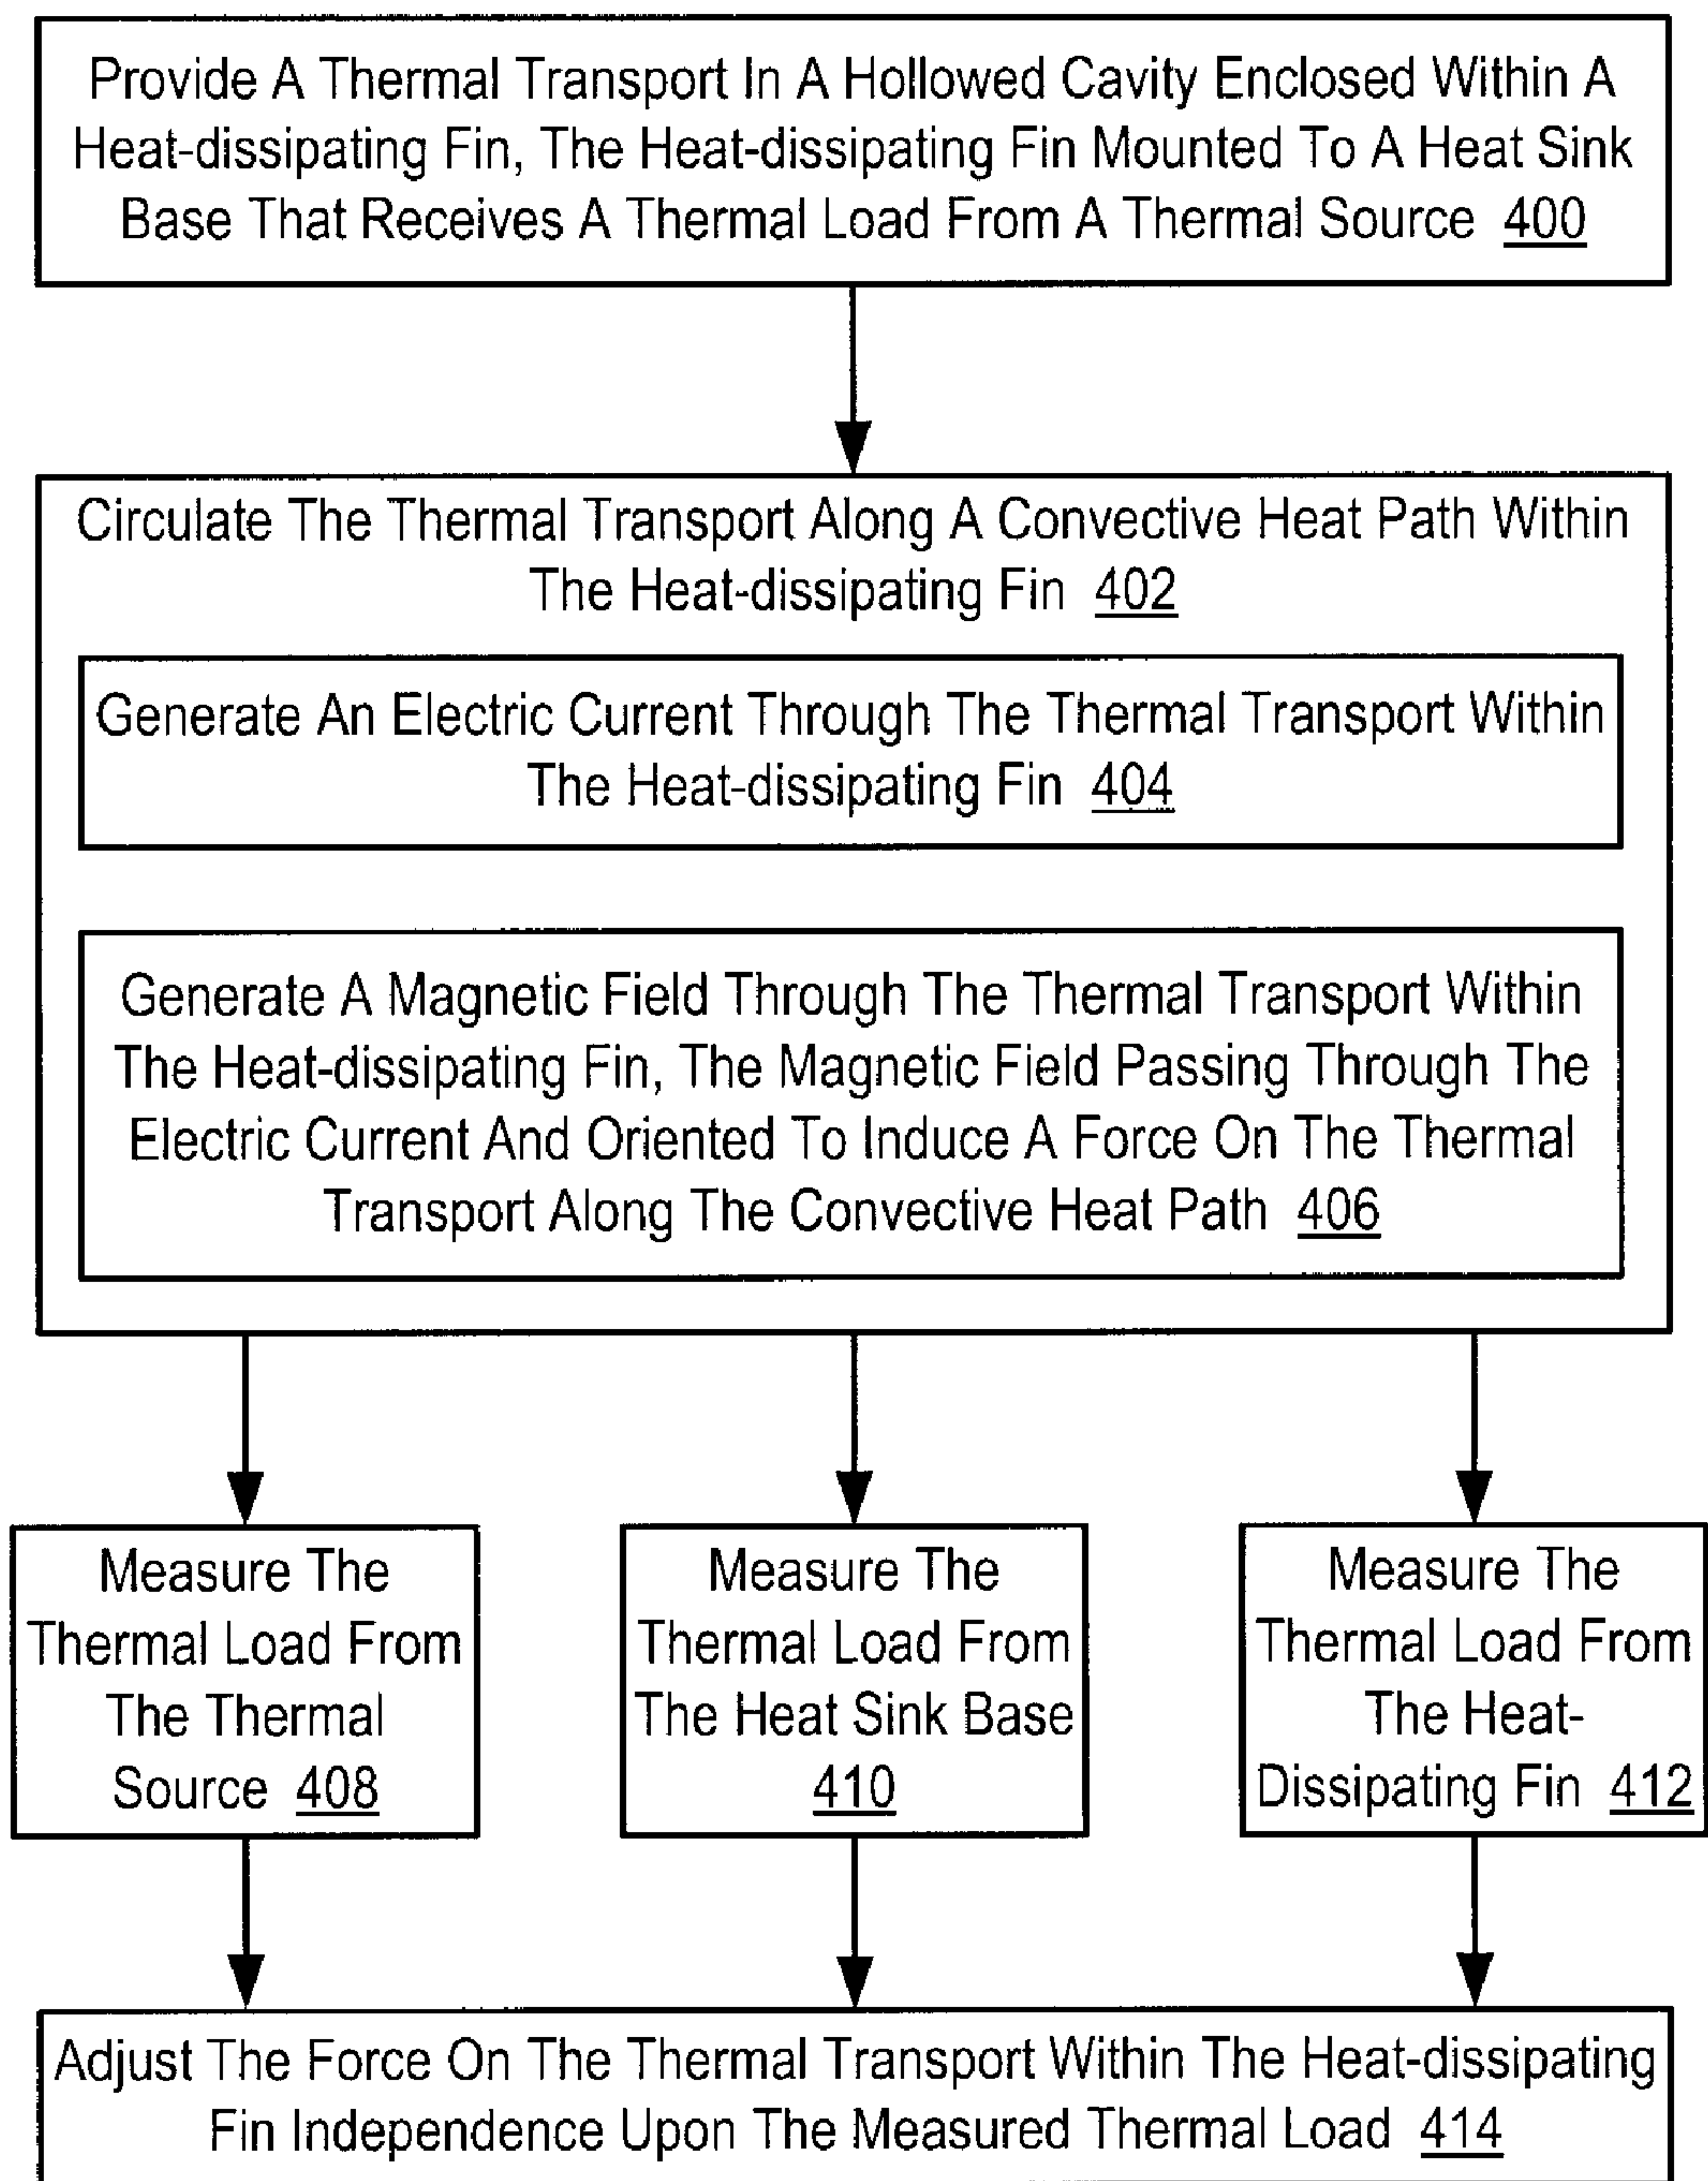 Provide A Thermal Transport In A Hollowed Cavity Enclosed Within A
Heat-dissipating Fin, The Heat-dissipating Fin Mounted To A Heat Sink
Base That Receives A Thermal Load From A Thermal Source 400
Circulate The Thermal Transport Along A Convective Heat Path Within
The Heat-dissipating Fin 402
Generate An Electric Current Through The Thermal Transport Within
The Heat-dissipating Fin 404
Generate A Magnetic Field Through The Thermal Transport Within
The Heat-dissipating Fin, The Magnetic Field Passing Through The
Electric Current And Oriented To Induce A Force On The Thermal
Transport Along The Convective Heat Path 406
Measure The
Thermal Load From
The Thermal
Source 408
Measure The
Thermal Load From
The Heat Sink Base
410
Measure The
Thermal Load From
The Heat-
Dissipating Fin 412
Adjust The Force On The Thermal Transport Within The Heat-dissipating
Fin Independence Upon The Measured Thermal Load 414